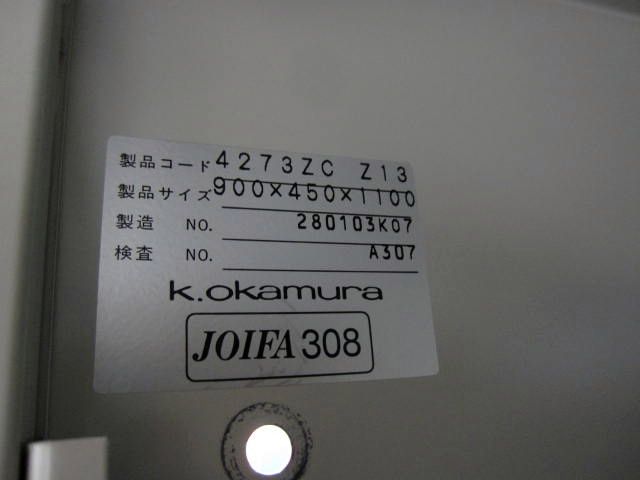 製品コード 4273ZC Z13
製品サイズ 900×450×1100
製造 NO. 280103K07
検査 NO. A307
k.okamura
JOIFA 308